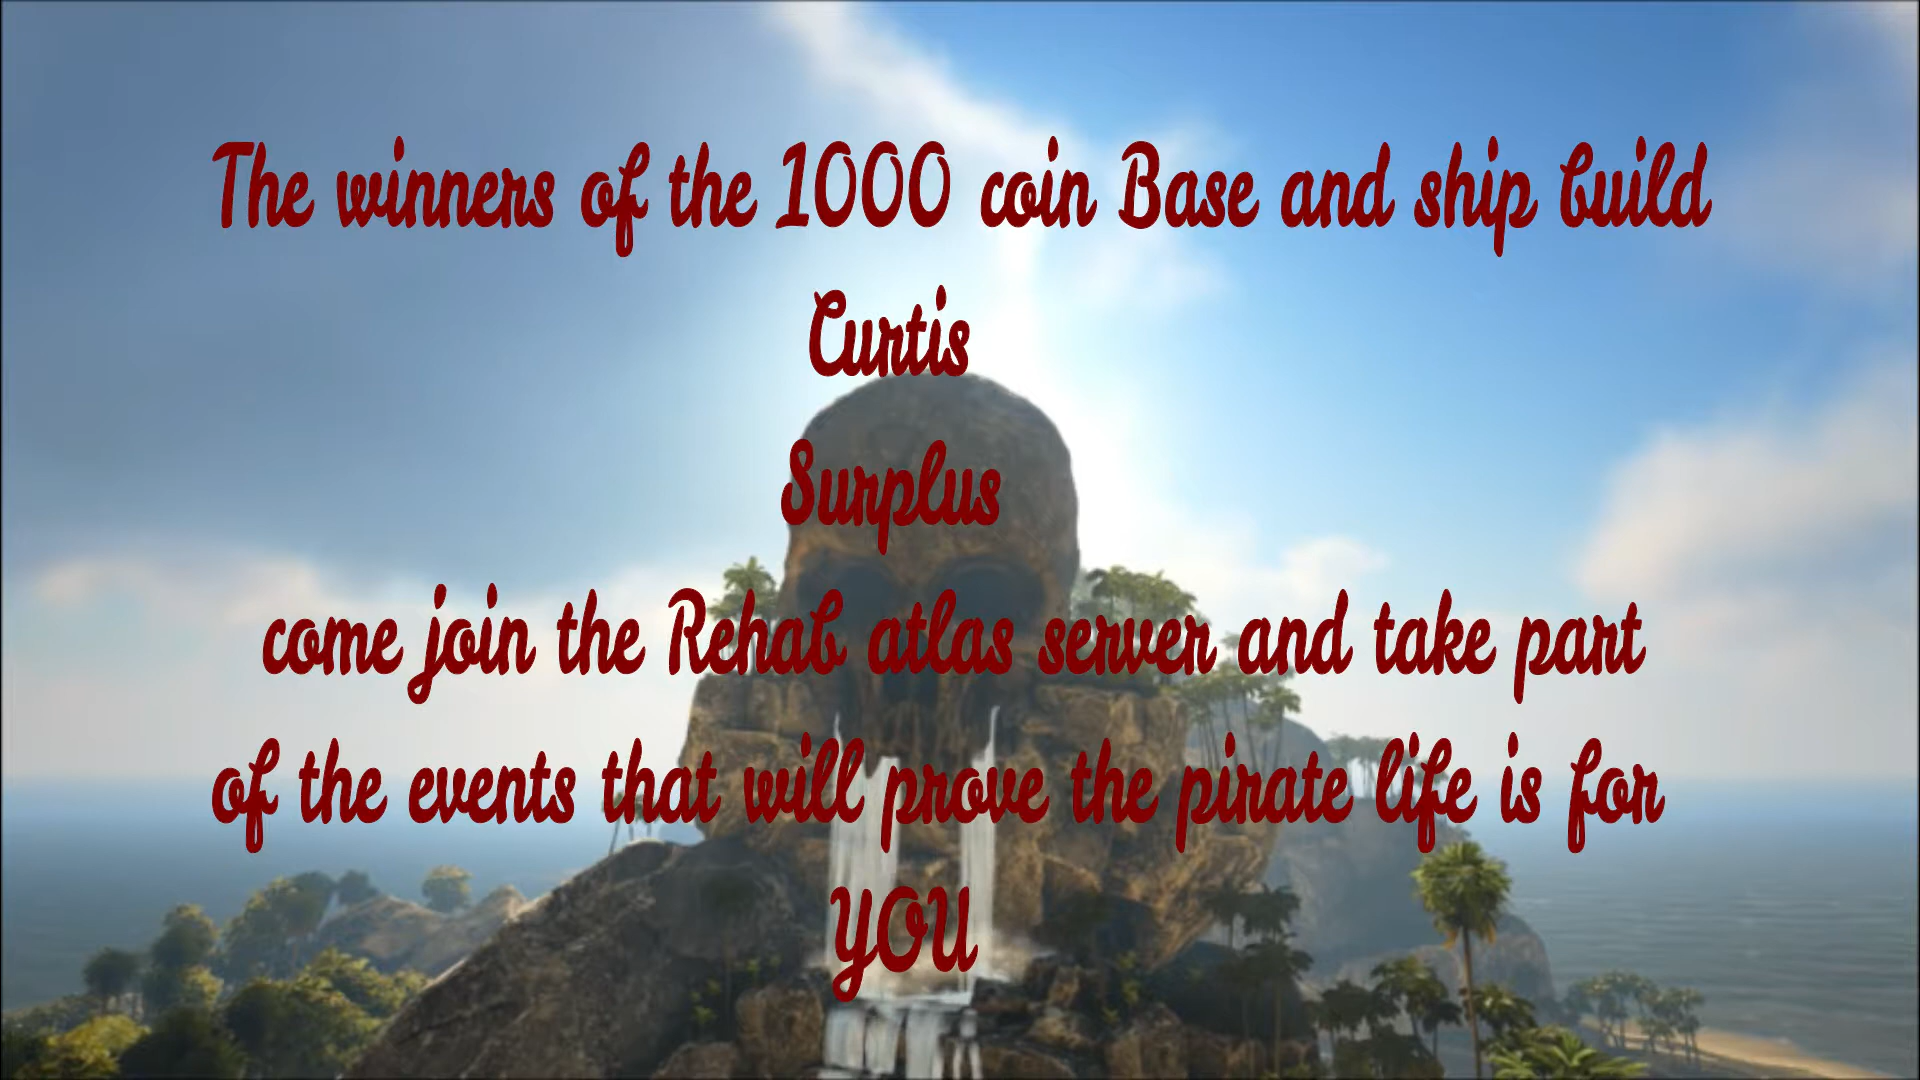 The winners of the 1000 coin Base and ship build
Curtis
Surplus
come join the Rehab atlas server and take part
of the events that will prove the pirate life is for
YOU